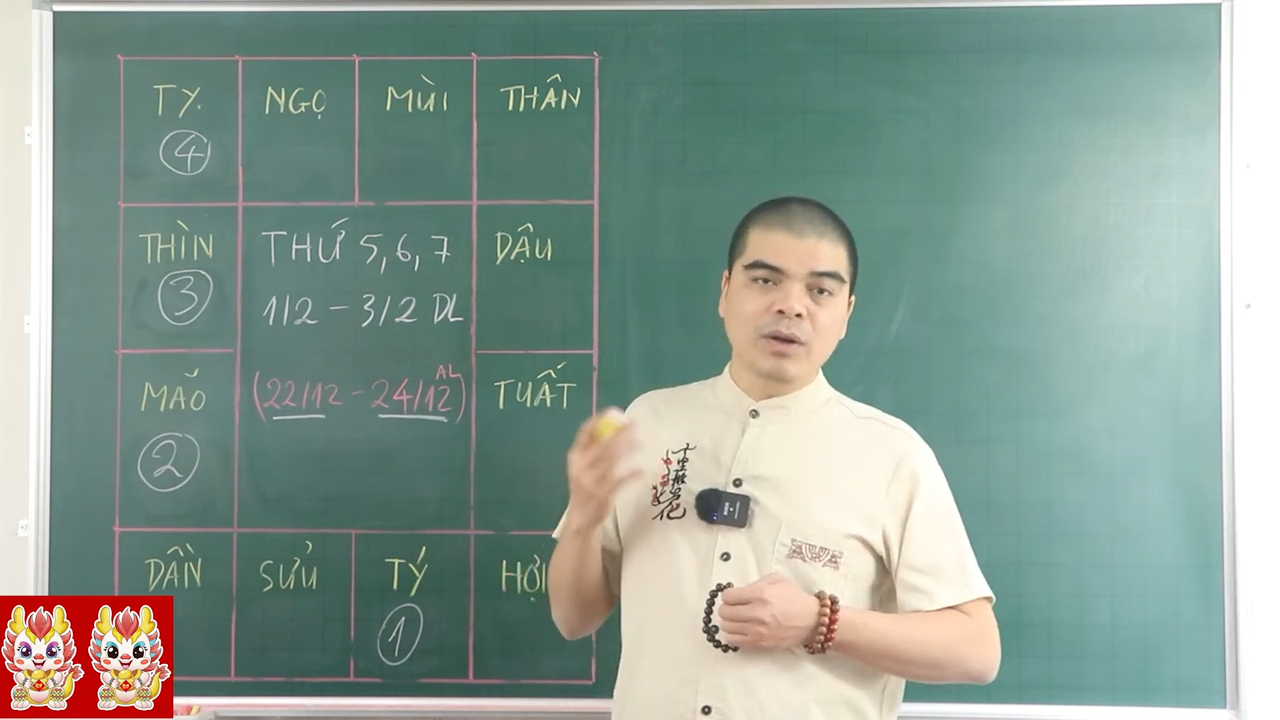 TỴ
NGỌ
MÙI
THÂN
4
THÌN
THỨ 5, 6, 7
DẬU
3
1/2 - 3/2 DL
MÃO
(22/12 - 24/12)
AL
TUẤT
2
DẦN
SỬU
TÝ
HỢI
1